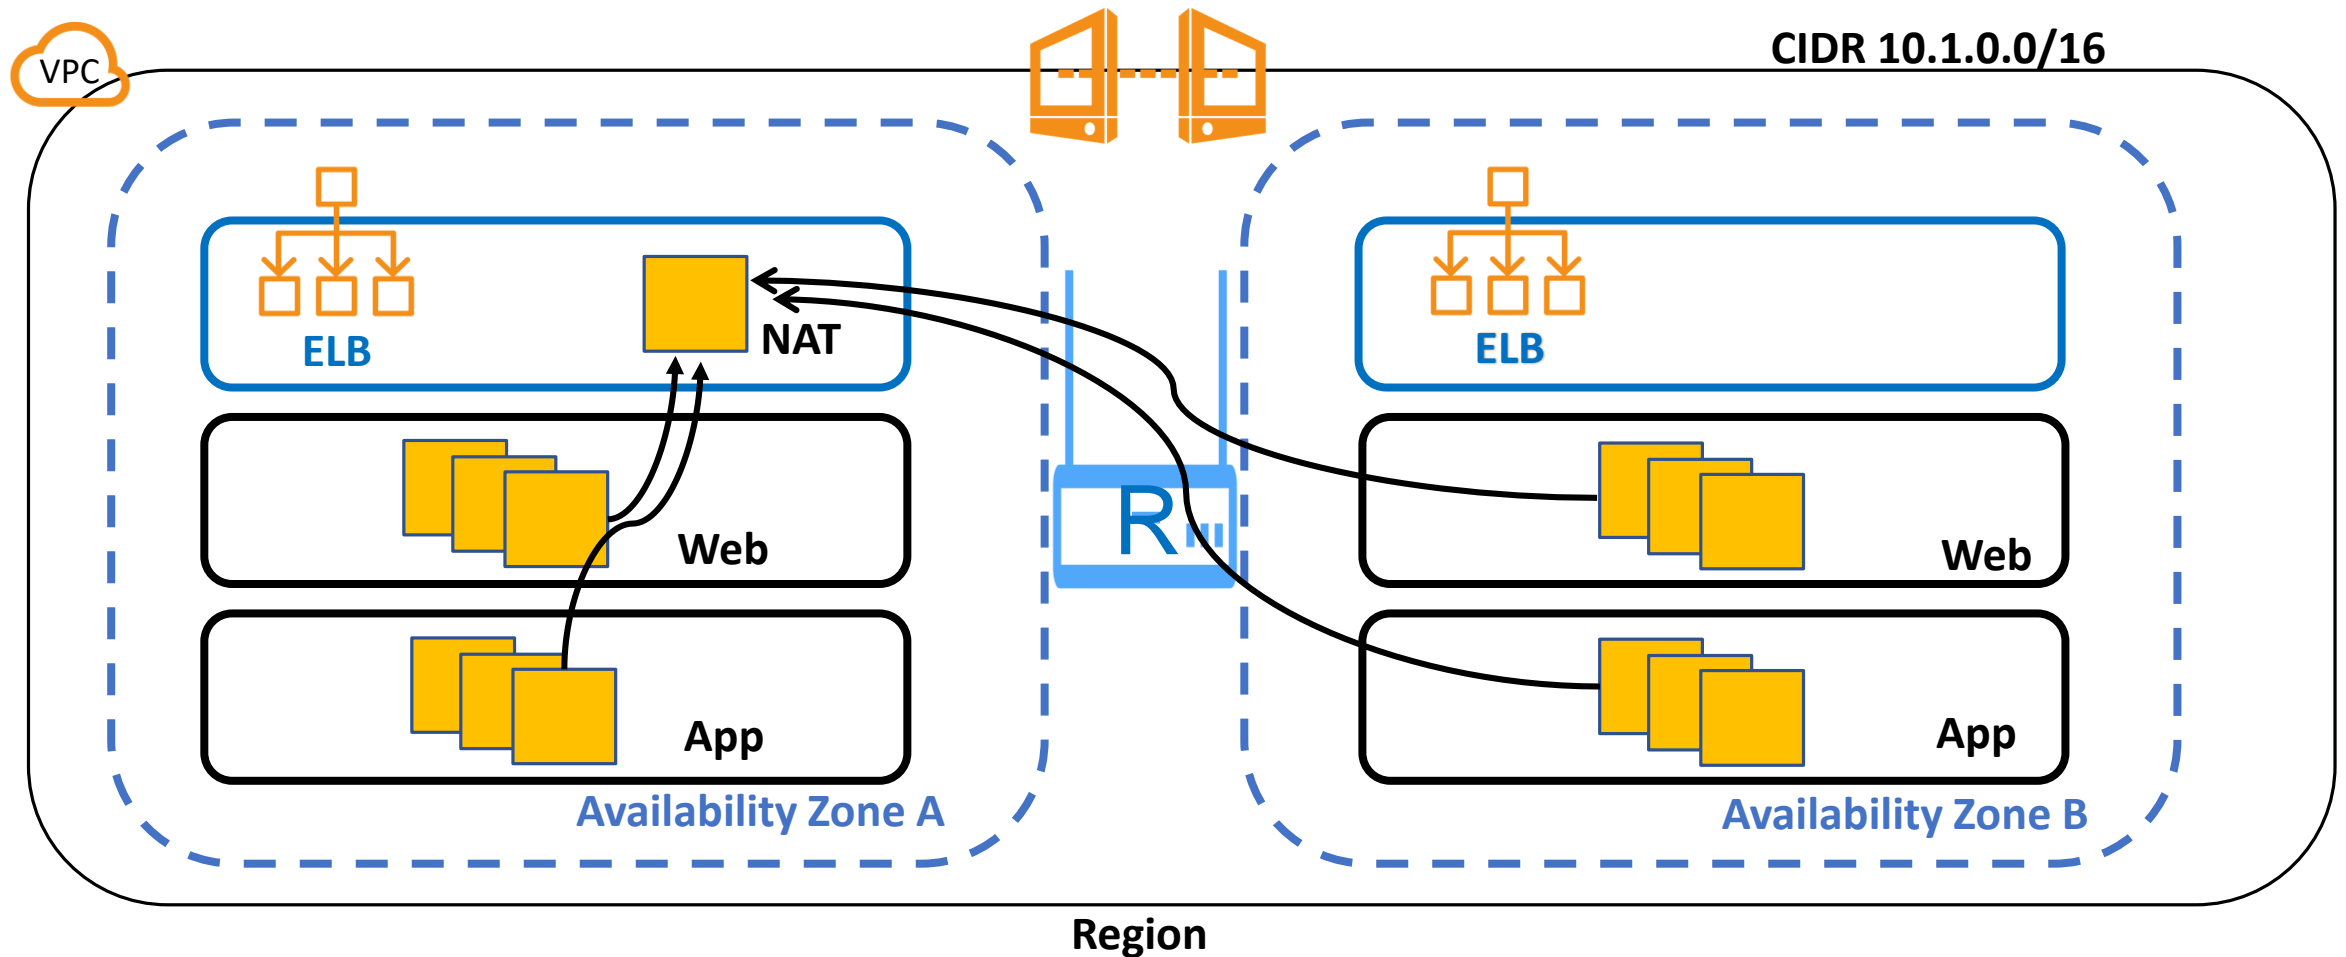 VPC
CIDR 10.1.0.0/16
ELB
NAT
ELB
R
Web
Web
App
App
Availability Zone A
Availability Zone B
Region